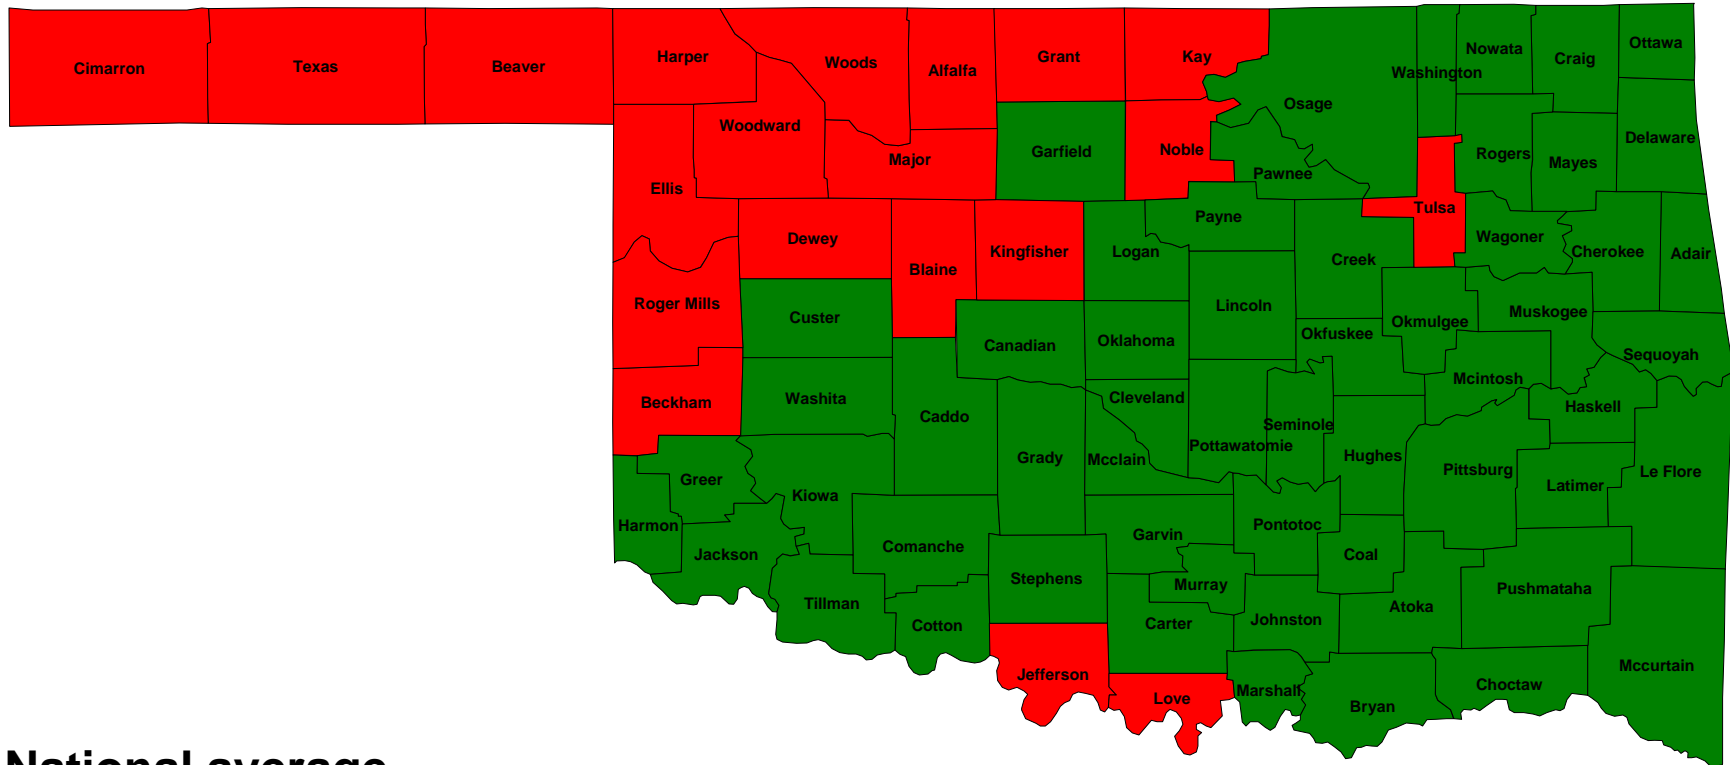 Cimarron
Texas
Beaver
Harper
Woods
Alfalfa
Grant
Kay
Washington
Nowata
Craig
Ottawa
Osage
Woodward
Major
Garfield
Noble
Pawnee
Rogers
Mayes
Delaware
Ellis
Dewey
Blaine
Kingfisher
Logan
Payne
Creek
Tulsa
Wagoner
Cherokee
Adair
Roger Mills
Custer
Canadian
Oklahoma
Lincoln
Okfuskee
Okmulgee
Muskogee
Sequoyah
Beckham
Washita
Caddo
Grady
Cleveland
Mcclain
Pottawatomie
Seminole
Hughes
Mcintosh
Haskell
Pittsburg
Latimer
Le Flore
Greer
Kiowa
Harmon
Jackson
Comanche
Garvin
Pontotoc
Coal
Stephens
Murray
Tillman
Cotton
Carter
Johnston
Atoka
Pushmataha
Jefferson
Love
Marshall
Bryan
Choctaw
Mccurtain
National average